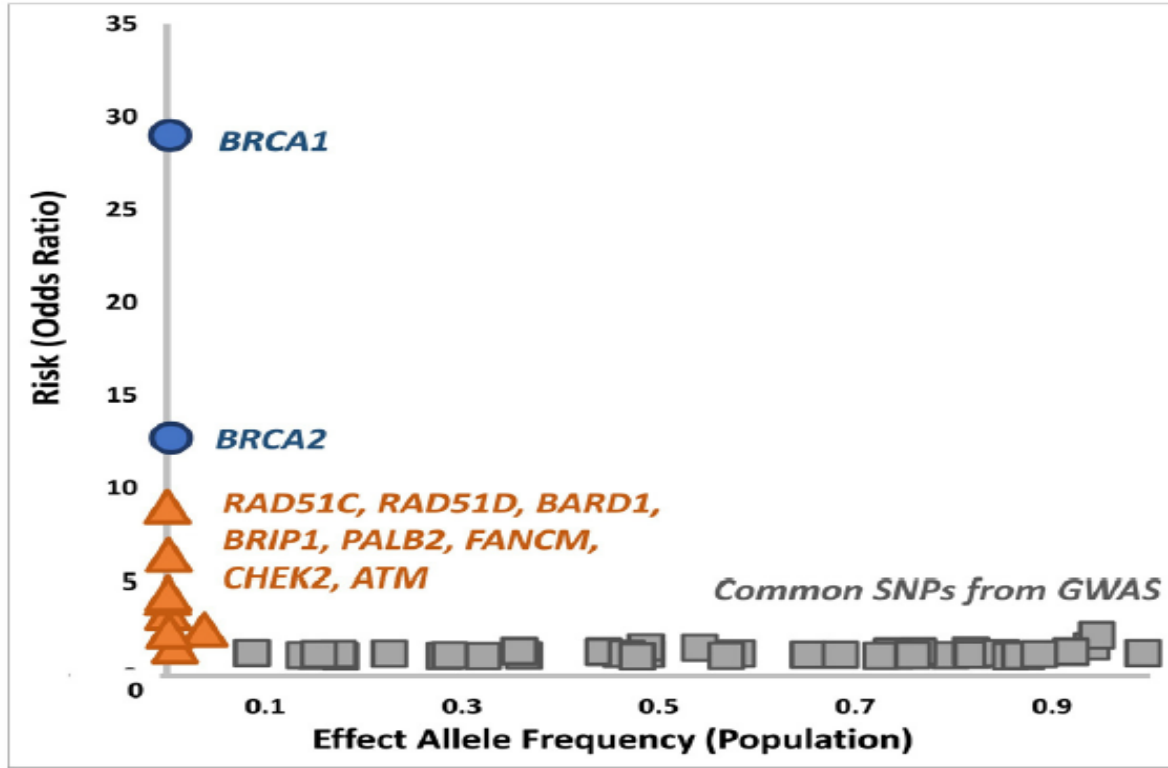 35
30
25
20
15
10
5
-
0
Risk (Odds Ratio)
BRCA1
BRCA2
RAD51C, RAD51D, BARD1,
BRIP1, PALB2, FANCM,
CHEK2, ATM
Common SNPs from GWAS
0.1 0.3 0.5 0.7 0.9
Effect Allele Frequency (Population)